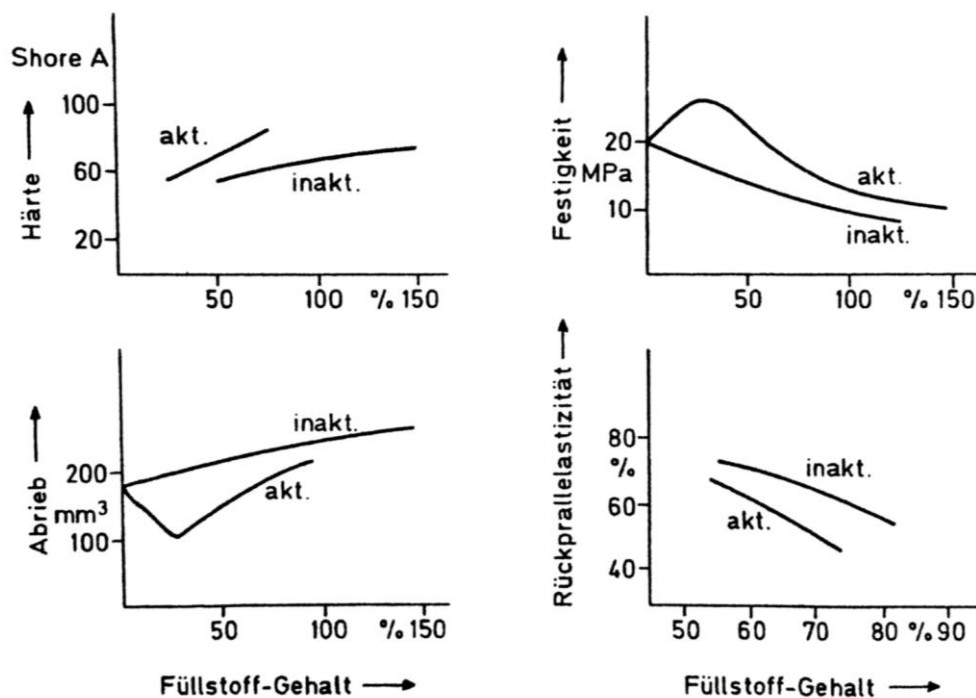 Shore A
Härte
100
60
20
akt.
inakt.
50
100
% 150
Festigkeit
20
MPa
10
akt.
inakt.
50
100
% 150
Abrieb
200
mm³
100
inakt.
akt.
50
100
% 150
Füllstoff-Gehalt
Rückprallelastizität
80
%
60
40
inakt.
akt.
50
60
70
80
% 90
Füllstoff-Gehalt